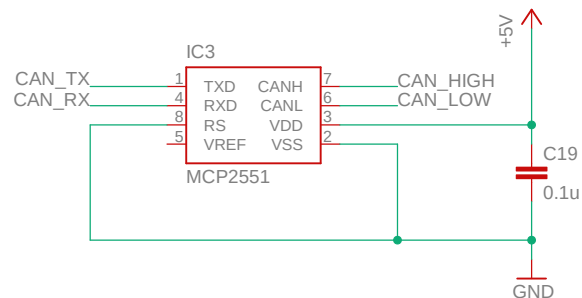 +5V
IC3
CAN_TX 1 TXD CANH 7 CAN_HIGH
CAN_RX 4 RXD CANL 6 CAN_LOW
8 RS VDD 3
5 VREF VSS 2
MCP2551
C19
0.1u
GND